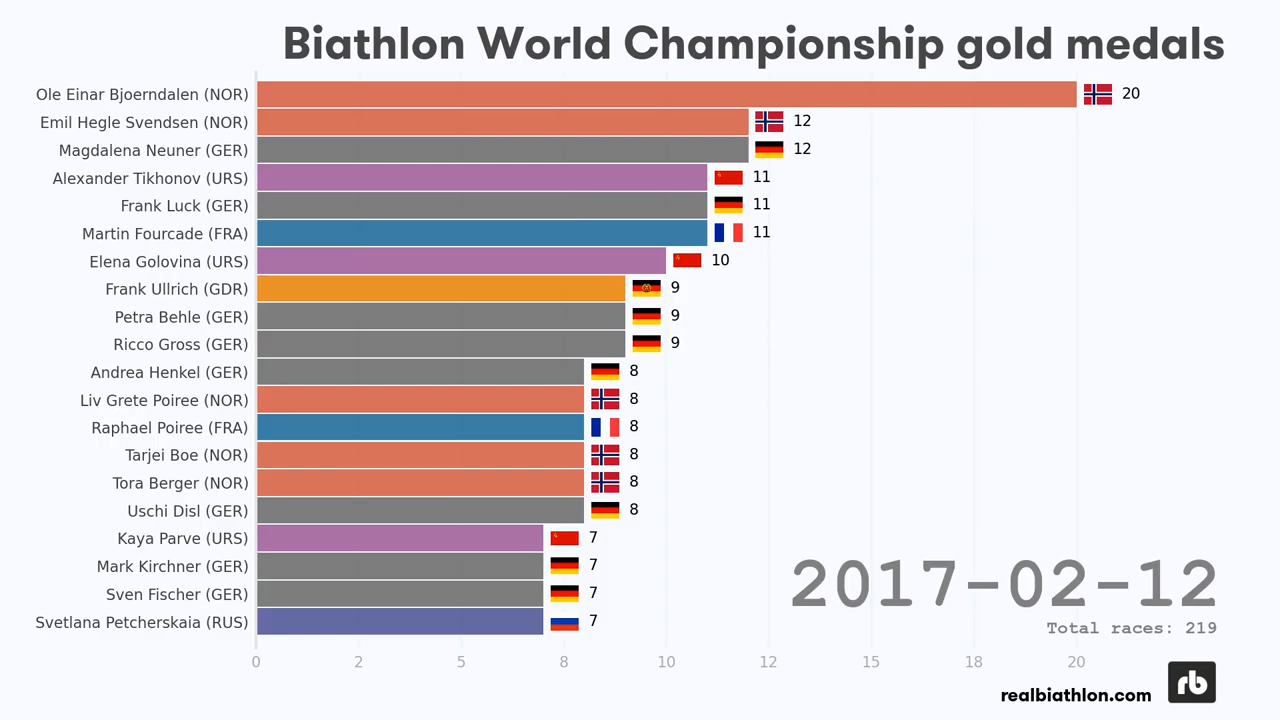 Biathlon World Championship gold medals
Ole Einar Bjoerndalen (NOR) 20
Emil Hegle Svendsen (NOR) 12
Magdalena Neuner (GER) 12
Alexander Tikhonov (URS) 11
Frank Luck (GER) 11
Martin Fourcade (FRA) 11
Elena Golovina (URS) 10
Frank Ullrich (GDR) 9
Petra Behle (GER) 9
Ricco Gross (GER) 9
Andrea Henkel (GER) 8
Liv Grete Poiree (NOR) 8
Raphael Poiree (FRA) 8
Tarjei Boe (NOR) 8
Tora Berger (NOR) 8
Uschi Disl (GER) 8
Kaya Parve (URS) 7
Mark Kirchner (GER) 7
Sven Fischer (GER) 7
Svetlana Petcherskaia (RUS) 7
2017-02-12
Total races: 219
0 2 5 8 10 12 15 18 20
realbiathlon.com rb